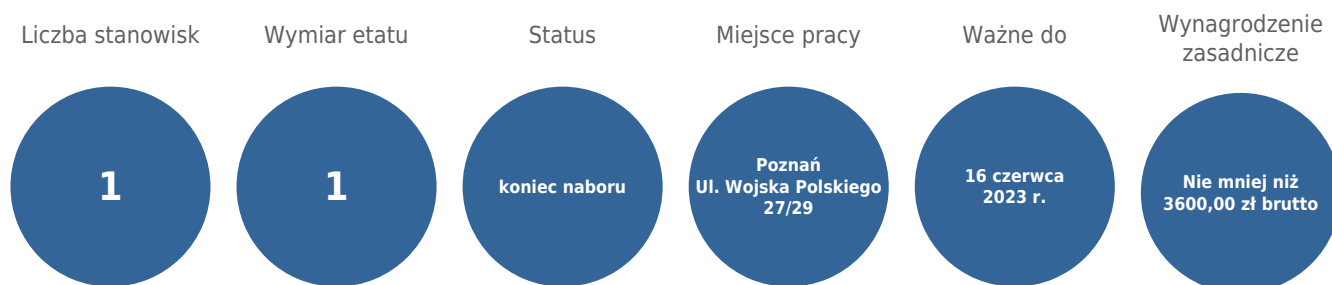 Liczba stanowisk
Wymiar etatu
Status
Miejsce pracy
Ważne do
Wynagrodzenie
zasadnicze
1
1
koniec naboru
Poznań
Ul. Wojska Polskiego
27/29
16 czerwca
2023 r.
Nie mniej niż
3600,00 zł brutto